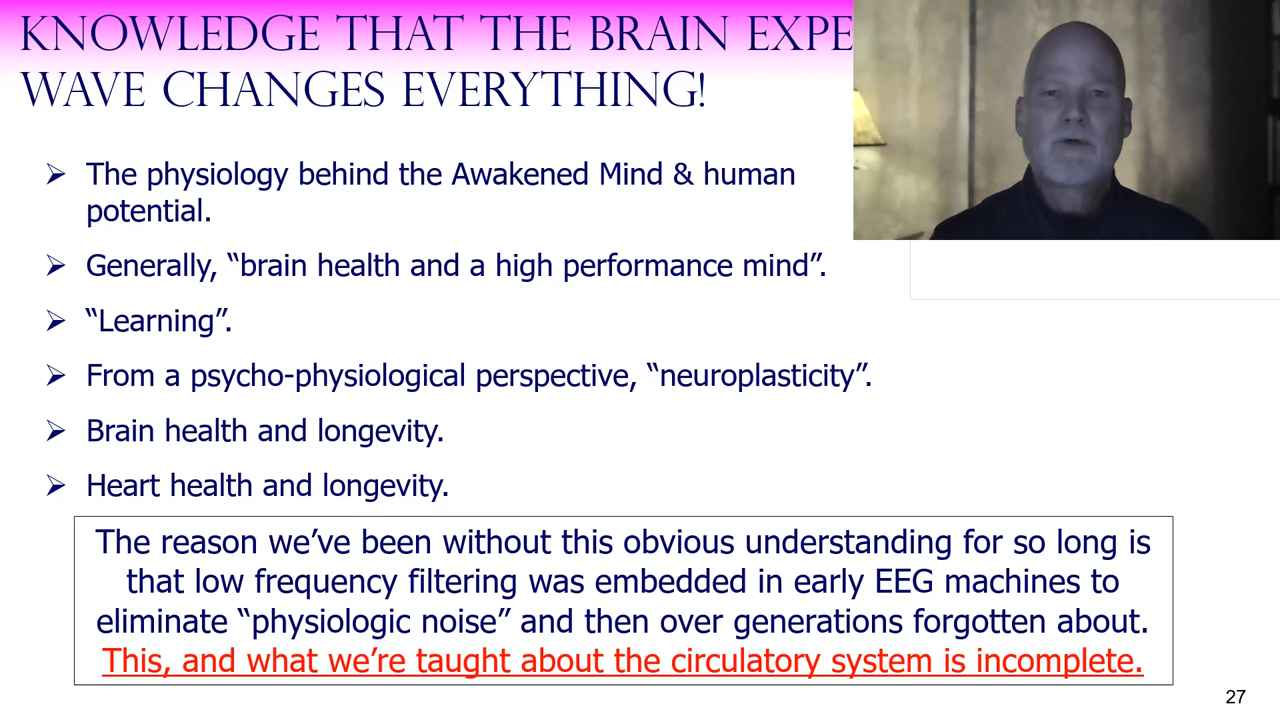 KNOWLEDGE THAT THE BRAIN EXPE
WAVE CHANGES EVERYTHING!
➢ The physiology behind the Awakened Mind & human
potential.
➢ Generally, “brain health and a high performance mind”.
➢ “Learning”.
➢ From a psycho-physiological perspective, “neuroplasticity”.
➢ Brain health and longevity.
➢ Heart health and longevity.
The reason we’ve been without this obvious understanding for so long is
that low frequency filtering was embedded in early EEG machines to
eliminate “physiologic noise” and then over generations forgotten about.
This, and what we’re taught about the circulatory system is incomplete.
27